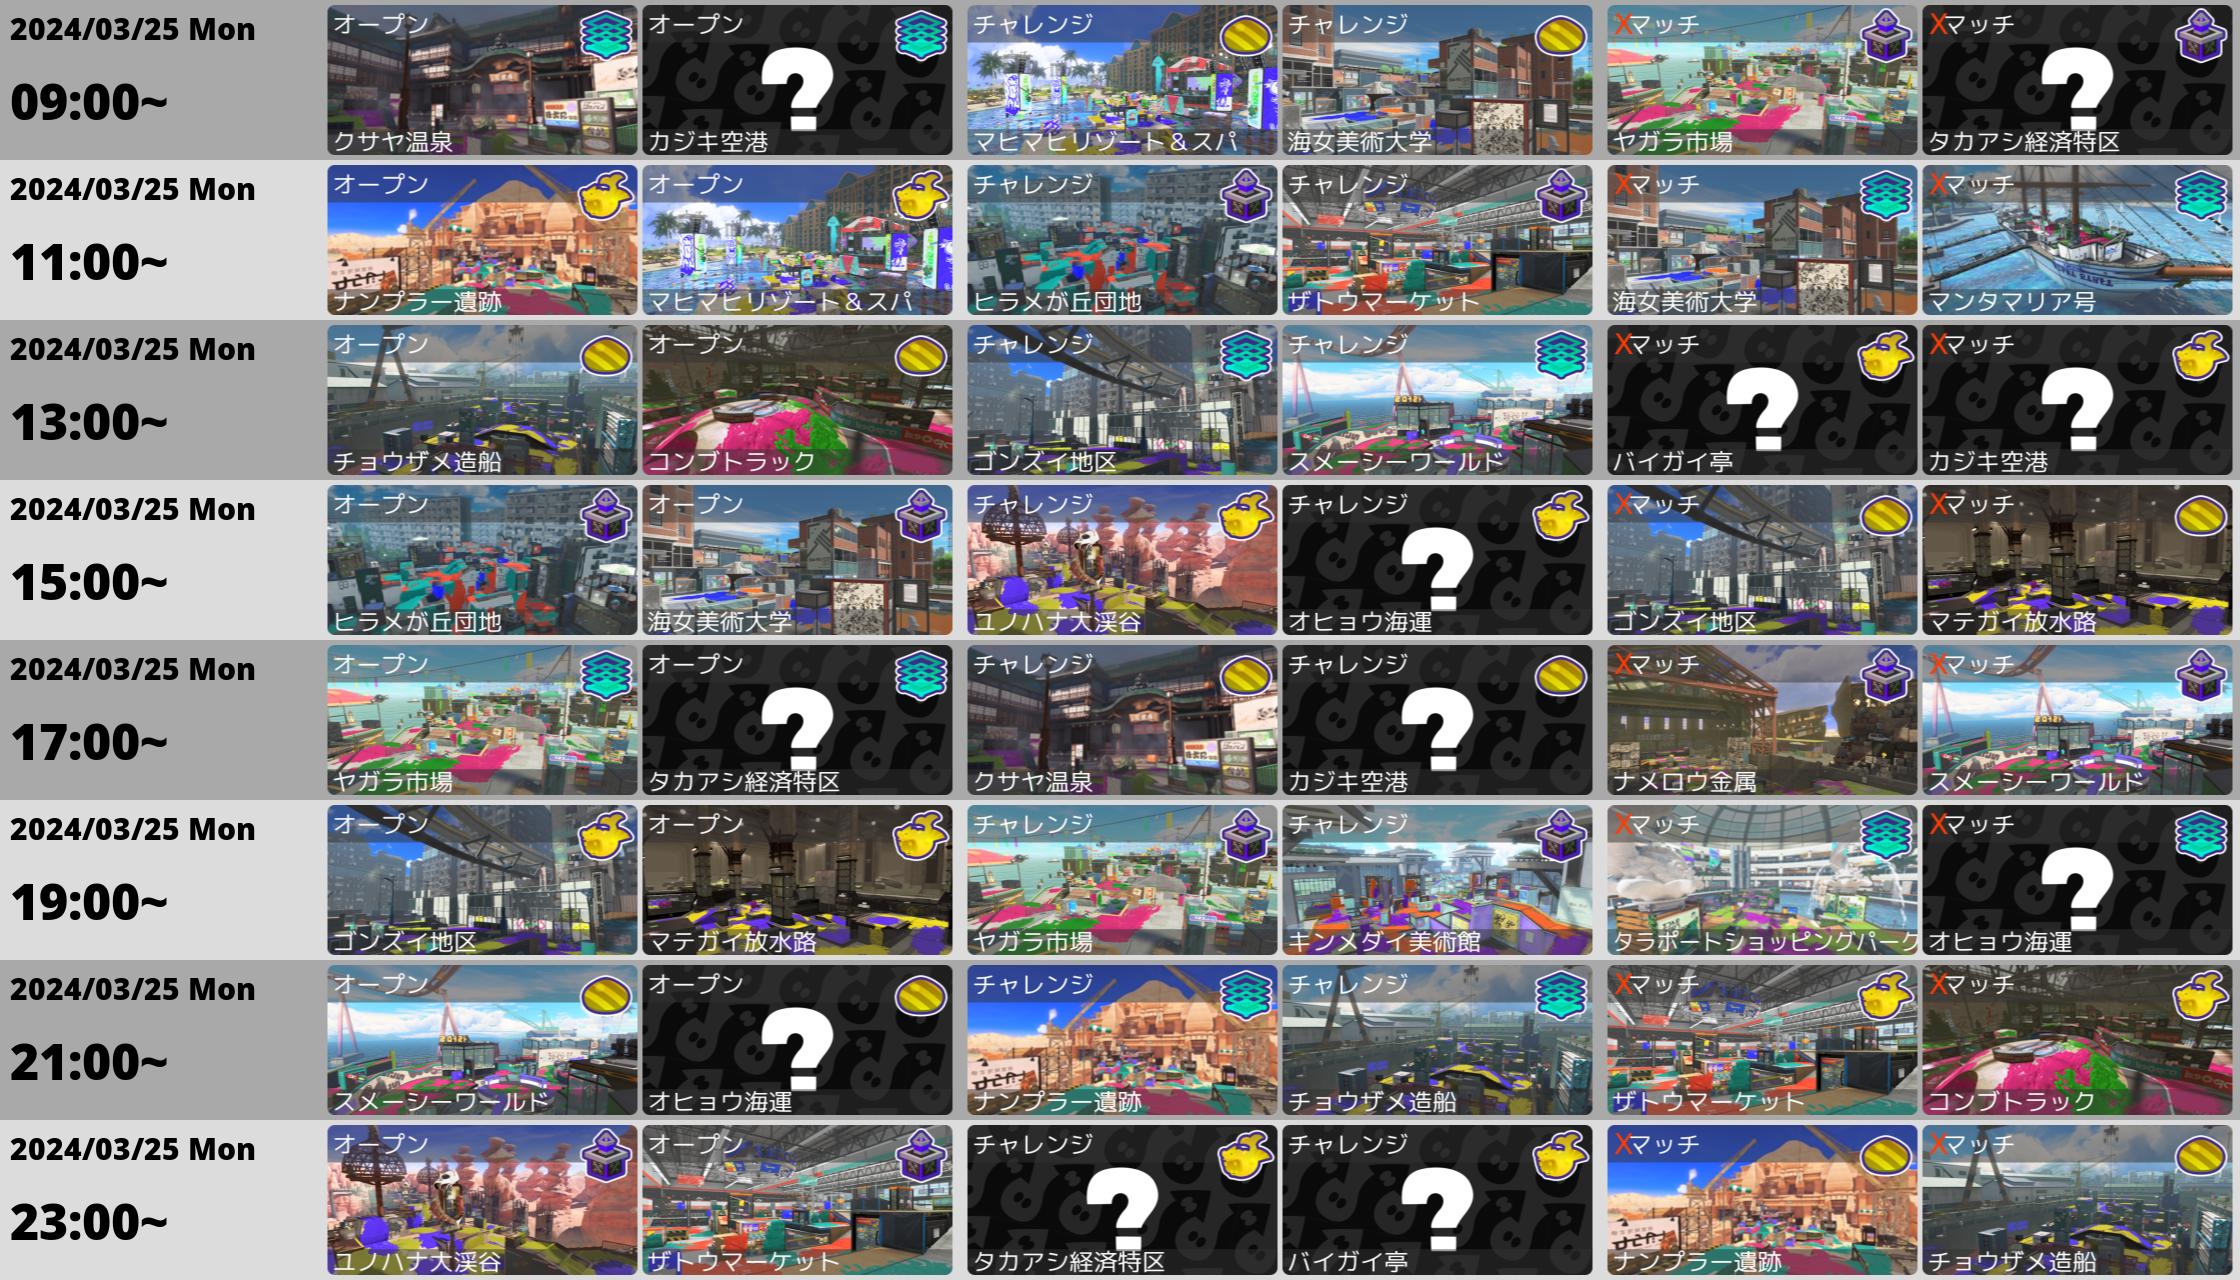 2024/03/25 Mon
09:00~
オープン
クサヤ温泉
オープン
カジキ空港
チャレンジ
マヒマヒリゾート＆スパ
チャレンジ
海女美術大学
Xマッチ
ヤガラ市場
Xマッチ
タカアシ経済特区
2024/03/25 Mon
11:00~
オープン
ナンプラー遺跡
オープン
マヒマヒリゾート＆スパ
チャレンジ
ヒラメが丘団地
チャレンジ
ザトウマーケット
Xマッチ
海女美術大学
Xマッチ
マンタマリア号
2024/03/25 Mon
13:00~
オープン
チョウザメ造船
オープン
コンブトラック
チャレンジ
ゴンズイ地区
チャレンジ
スメーシーワールド
Xマッチ
バイガイ亭
Xマッチ
カジキ空港
2024/03/25 Mon
15:00~
オープン
ヒラメが丘団地
オープン
海女美術大学
チャレンジ
ユノハナ大渓谷
チャレンジ
オヒョウ海運
Xマッチ
ゴンズイ地区
Xマッチ
マテガイ放水路
2024/03/25 Mon
17:00~
オープン
ヤガラ市場
オープン
タカアシ経済特区
チャレンジ
クサヤ温泉
チャレンジ
カジキ空港
Xマッチ
ナメロウ金属
Xマッチ
スメーシーワールド
2024/03/25 Mon
19:00~
オープン
ゴンズイ地区
オープン
マテガイ放水路
チャレンジ
ヤガラ市場
チャレンジ
キンメダイ美術館
Xマッチ
タラポートショッピングパーク
Xマッチ
オヒョウ海運
2024/03/25 Mon
21:00~
オープン
スメーシーワールド
オープン
オヒョウ海運
チャレンジ
ナンプラー遺跡
チャレンジ
チョウザメ造船
Xマッチ
ザトウマーケット
Xマッチ
コンブトラック
2024/03/25 Mon
23:00~
オープン
ユノハナ大渓谷
オープン
ザトウマーケット
チャレンジ
タカアシ経済特区
チャレンジ
バイガイ亭
Xマッチ
ナンプラー遺跡
Xマッチ
チョウザメ造船